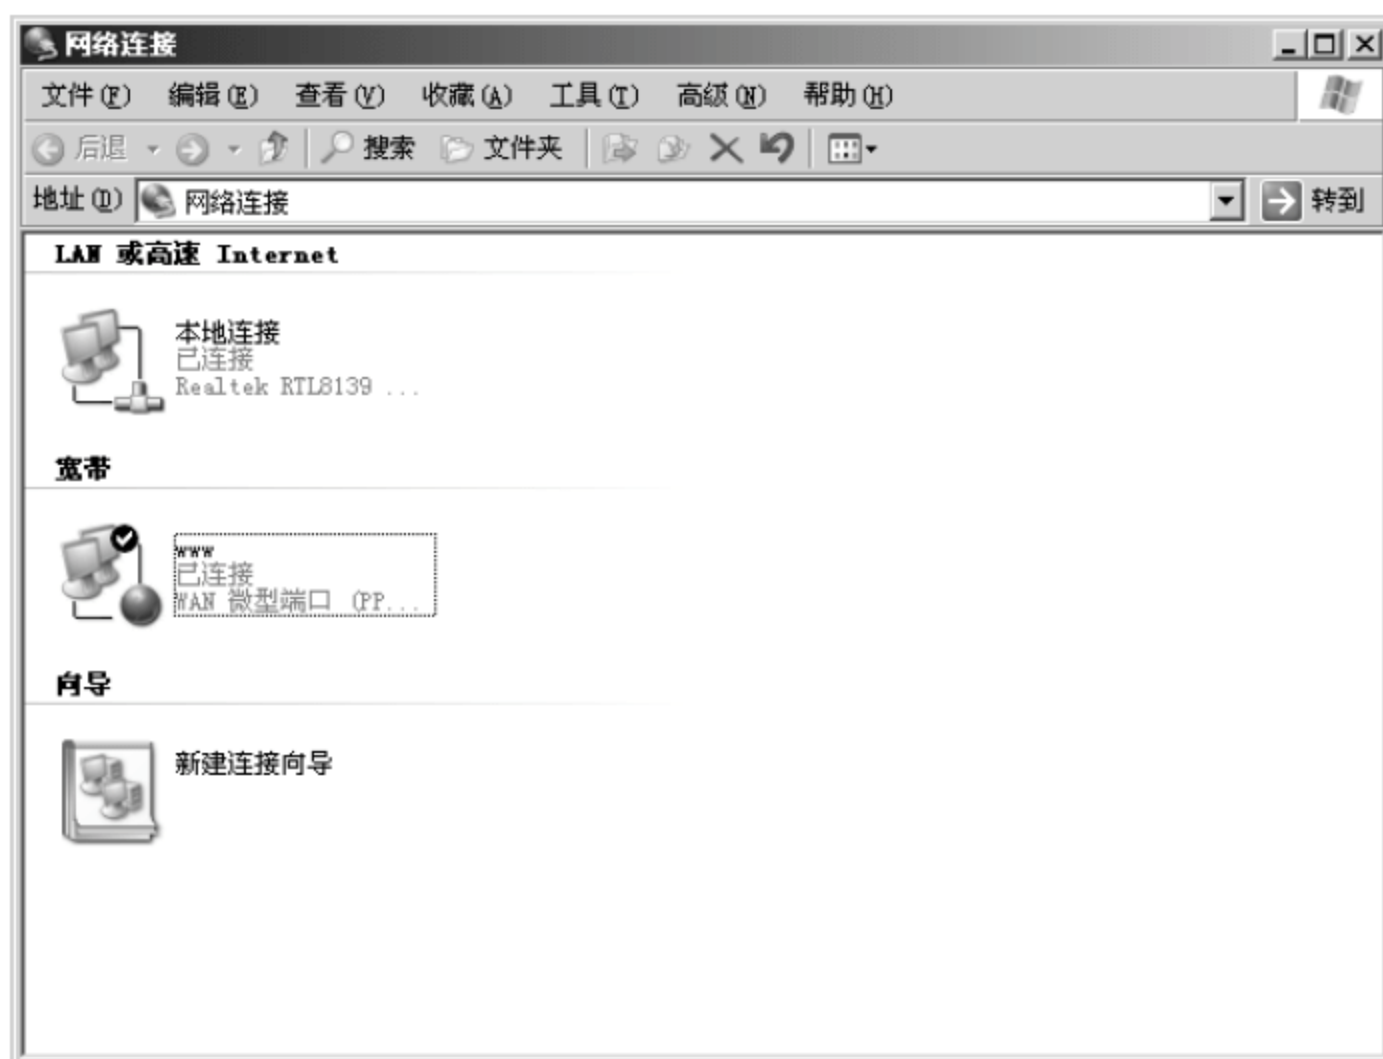 网络连接
文件(F) 编辑(E) 查看(V) 收藏(A) 工具(T) 高级(N) 帮助(H)
后退 搜索 文件夹
地址(D) 网络连接 转到
LAN 或高速 Internet
本地连接
已连接
Realtek RTL8139 ...
宽带
www
已连接
WAN 微型端口 (PP...
向导
新建连接向导